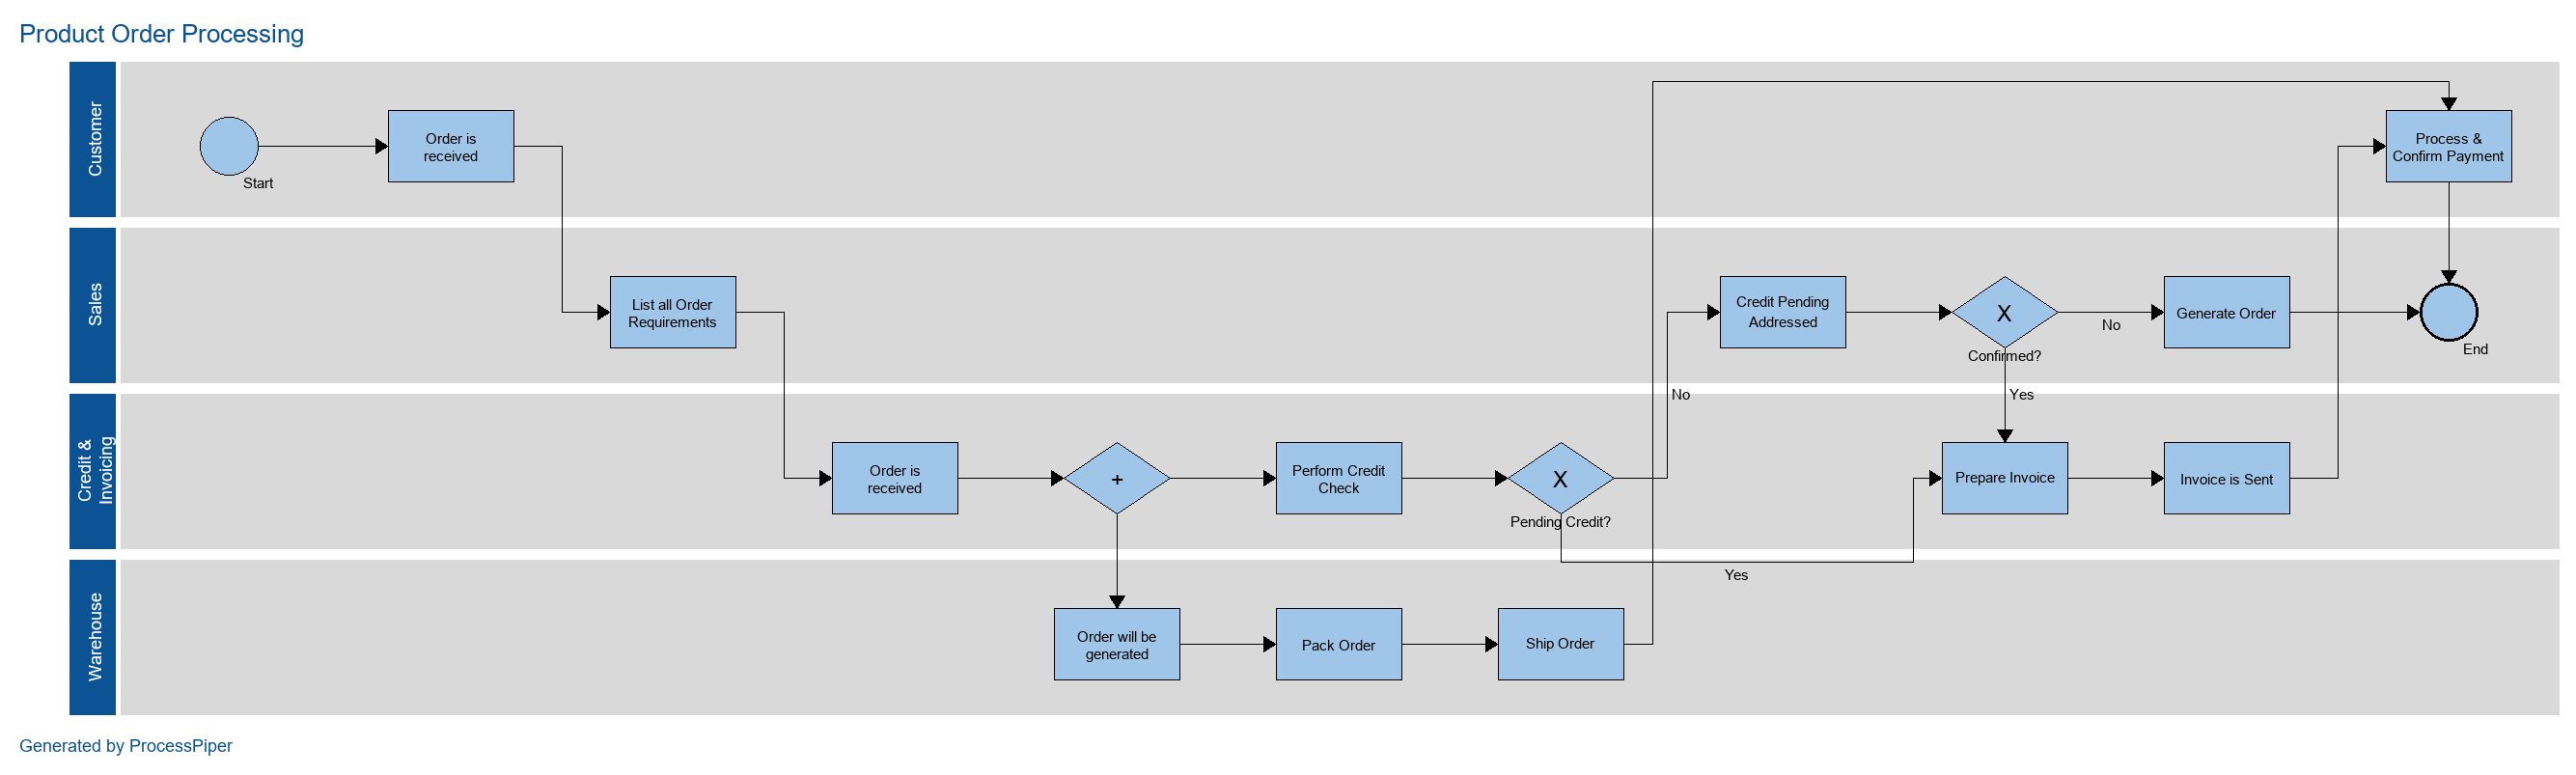 Product Order Processing
Customer
Start
Order is
received
Process &
Confirm Payment
Sales
List all Order
Requirements
Credit Pending
Addressed
X
Confirmed?
No
Generate Order
End
No
Yes
Credit &
Invoicing
Order is
received
+
Perform Credit
Check
X
Pending Credit?
Prepare Invoice
Invoice is Sent
Yes
Warehouse
Order will be
generated
Pack Order
Ship Order
Generated by ProcessPiper